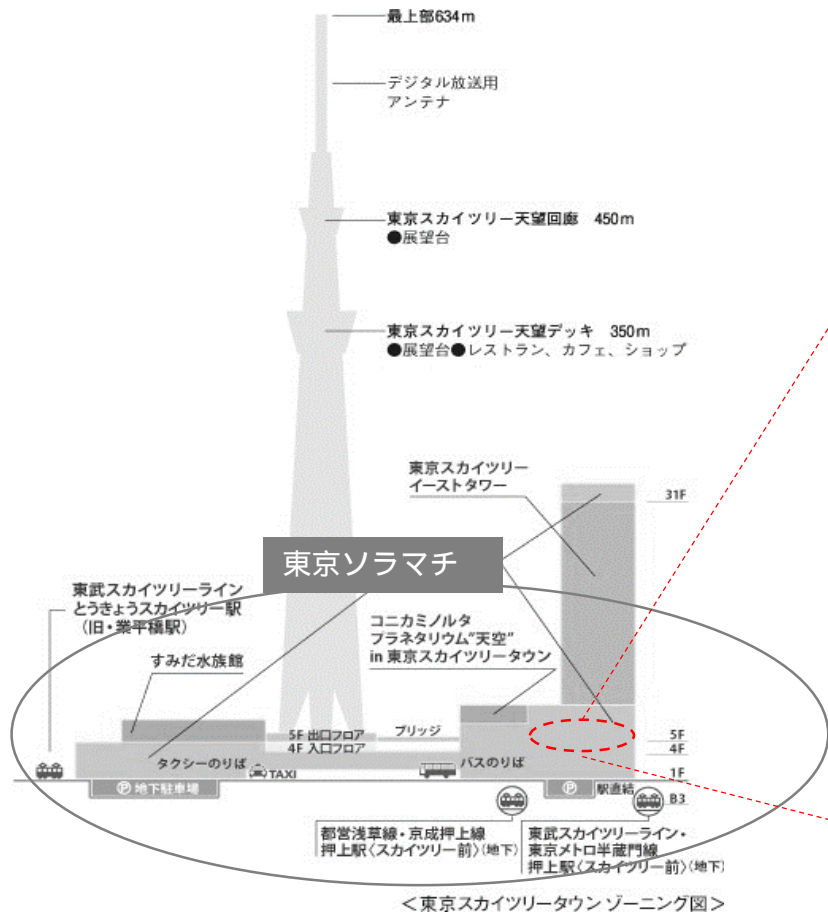 最上部634m
デジタル放送用
アンテナ
東京スカイツリー天望回廊 450m
●展望台
東京スカイツリー天望デッキ 350m
●展望台●レストラン、カフェ、ショップ
東京スカイツリー
イーストタワー
31F
東京ソラマチ
東武スカイツリーライン
とうきょうスカイツリー駅
(旧・業平橋駅)
コニカミノルタ
プラネタリウム"天空"
in 東京スカイツリータウン
すみだ水族館
5F 出口フロア
ブリッジ
5F
4F 入口フロア
4F
タクシーのりば
TAXI
バスのりば
1F
P 地下駐車場
P
駅直結
B3
都営浅草線・京成押上線
押上駅〈スカイツリー前〉(地下)
東武スカイツリーライン・
東京メトロ半蔵門線
押上駅〈スカイツリー前〉(地下)
<東京スカイツリータウン ゾーニング図>